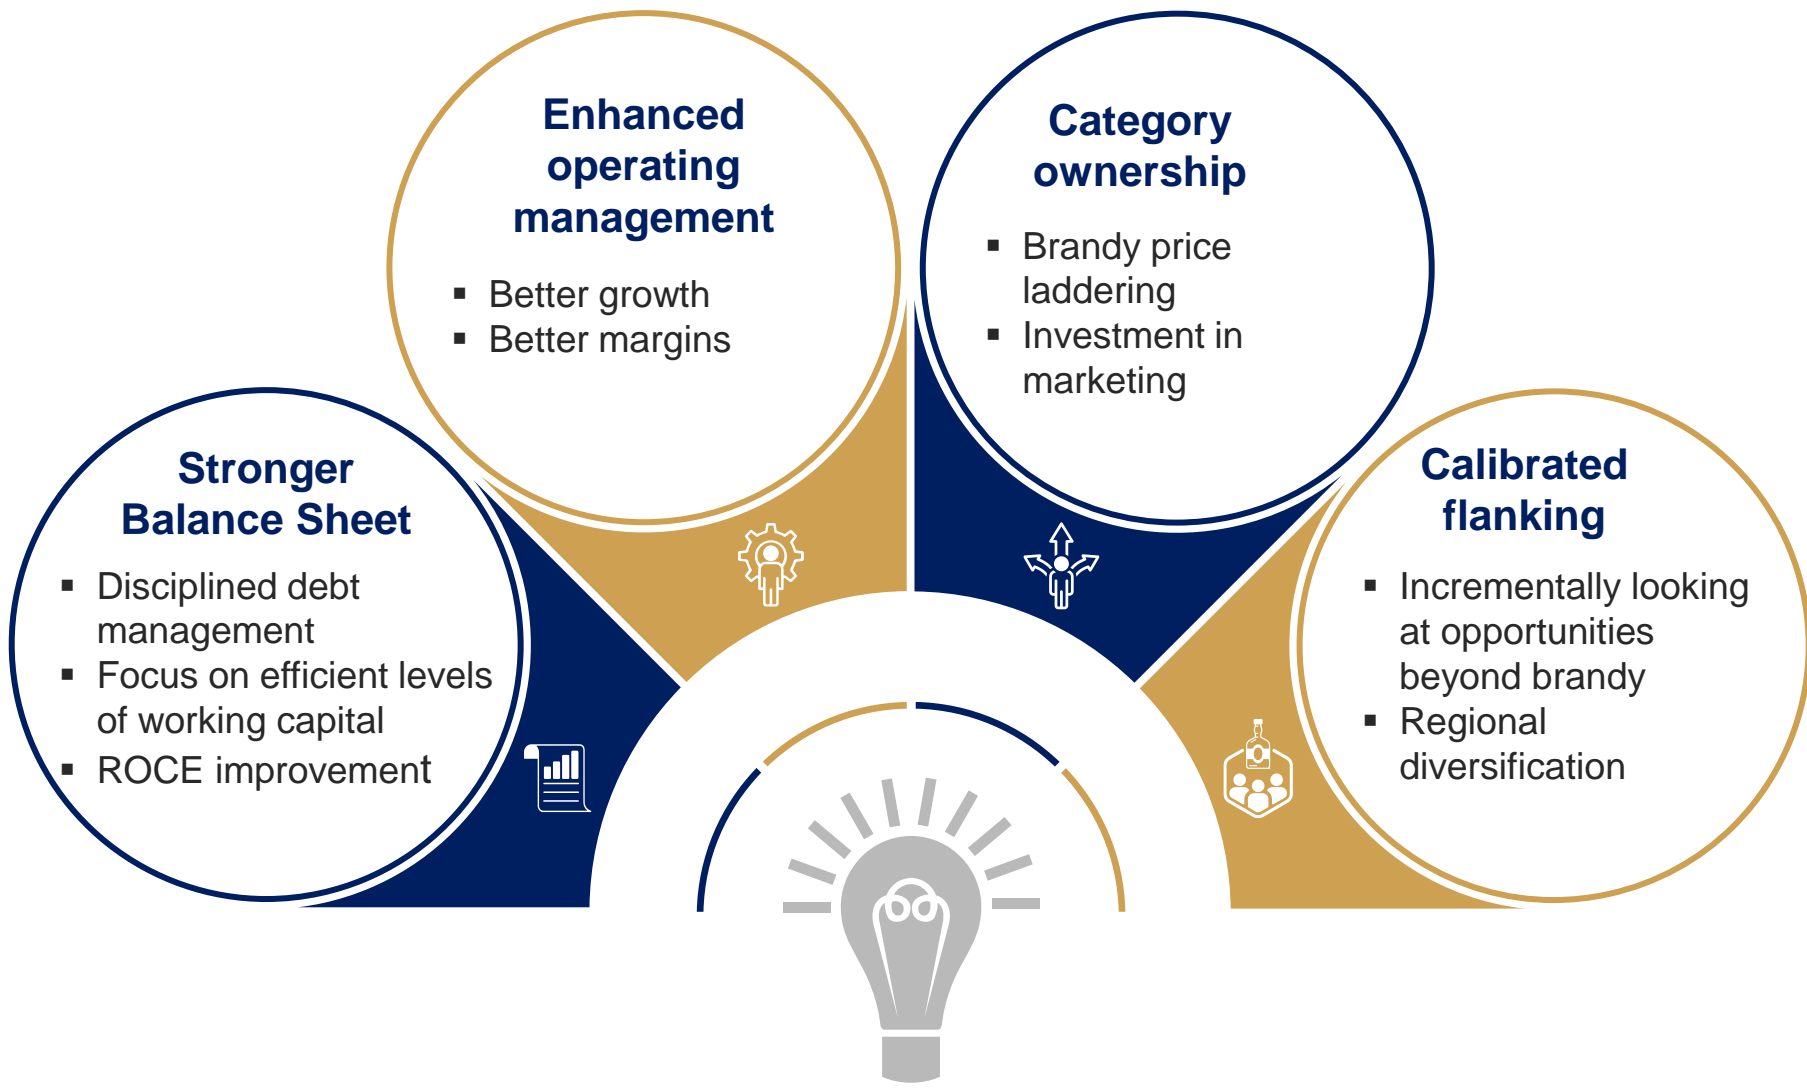 Enhanced
operating
management
▪ Better growth
▪ Better margins
Category
ownership
▪ Brandy price
laddering
▪ Investment in
marketing
Stronger
Balance Sheet
▪ Disciplined debt
management
▪ Focus on efficient levels
of working capital
▪ ROCE improvement
Calibrated
flanking
▪ Incrementally looking
at opportunities
beyond brandy
▪ Regional
diversification